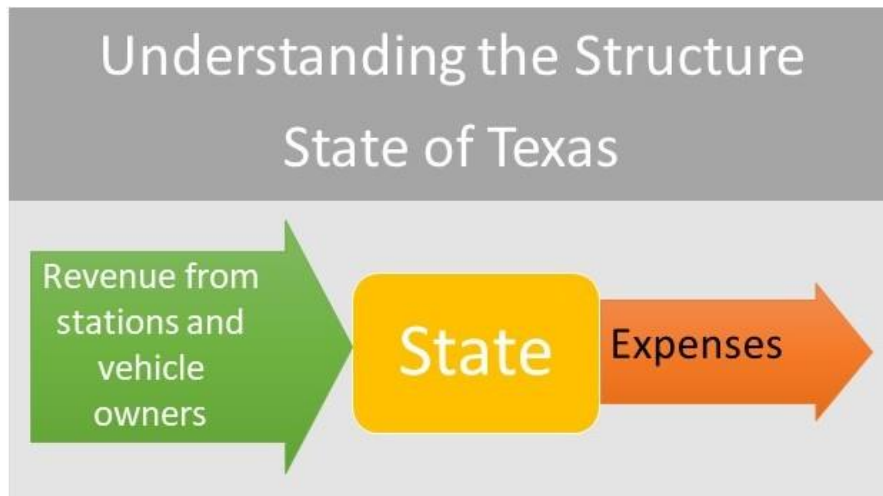 Understanding the Structure
State of Texas
Revenue from
stations and
vehicle
owners
State
Expenses